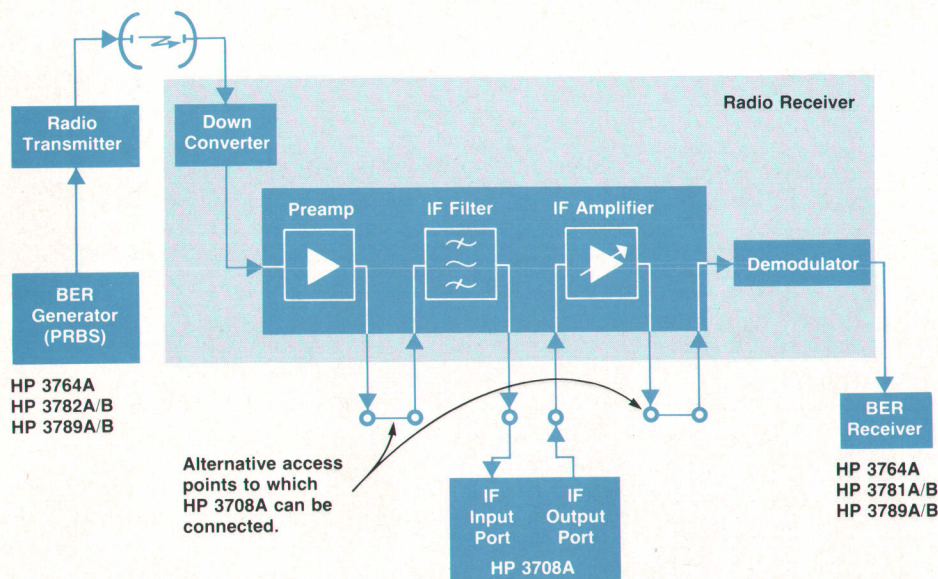 Radio
Transmitter
Down
Converter
Radio Receiver
Preamp
IF Filter
IF Amplifier
Demodulator
BER
Generator
(PRBS)
HP 3764A
HP 3782A/B
HP 3789A/B
Alternative access
points to which
HP 3708A can be
connected.
IF
Input
Port
IF
Output
Port
HP 3708A
BER
Receiver
HP 3764A
HP 3781A/B
HP 3789A/B